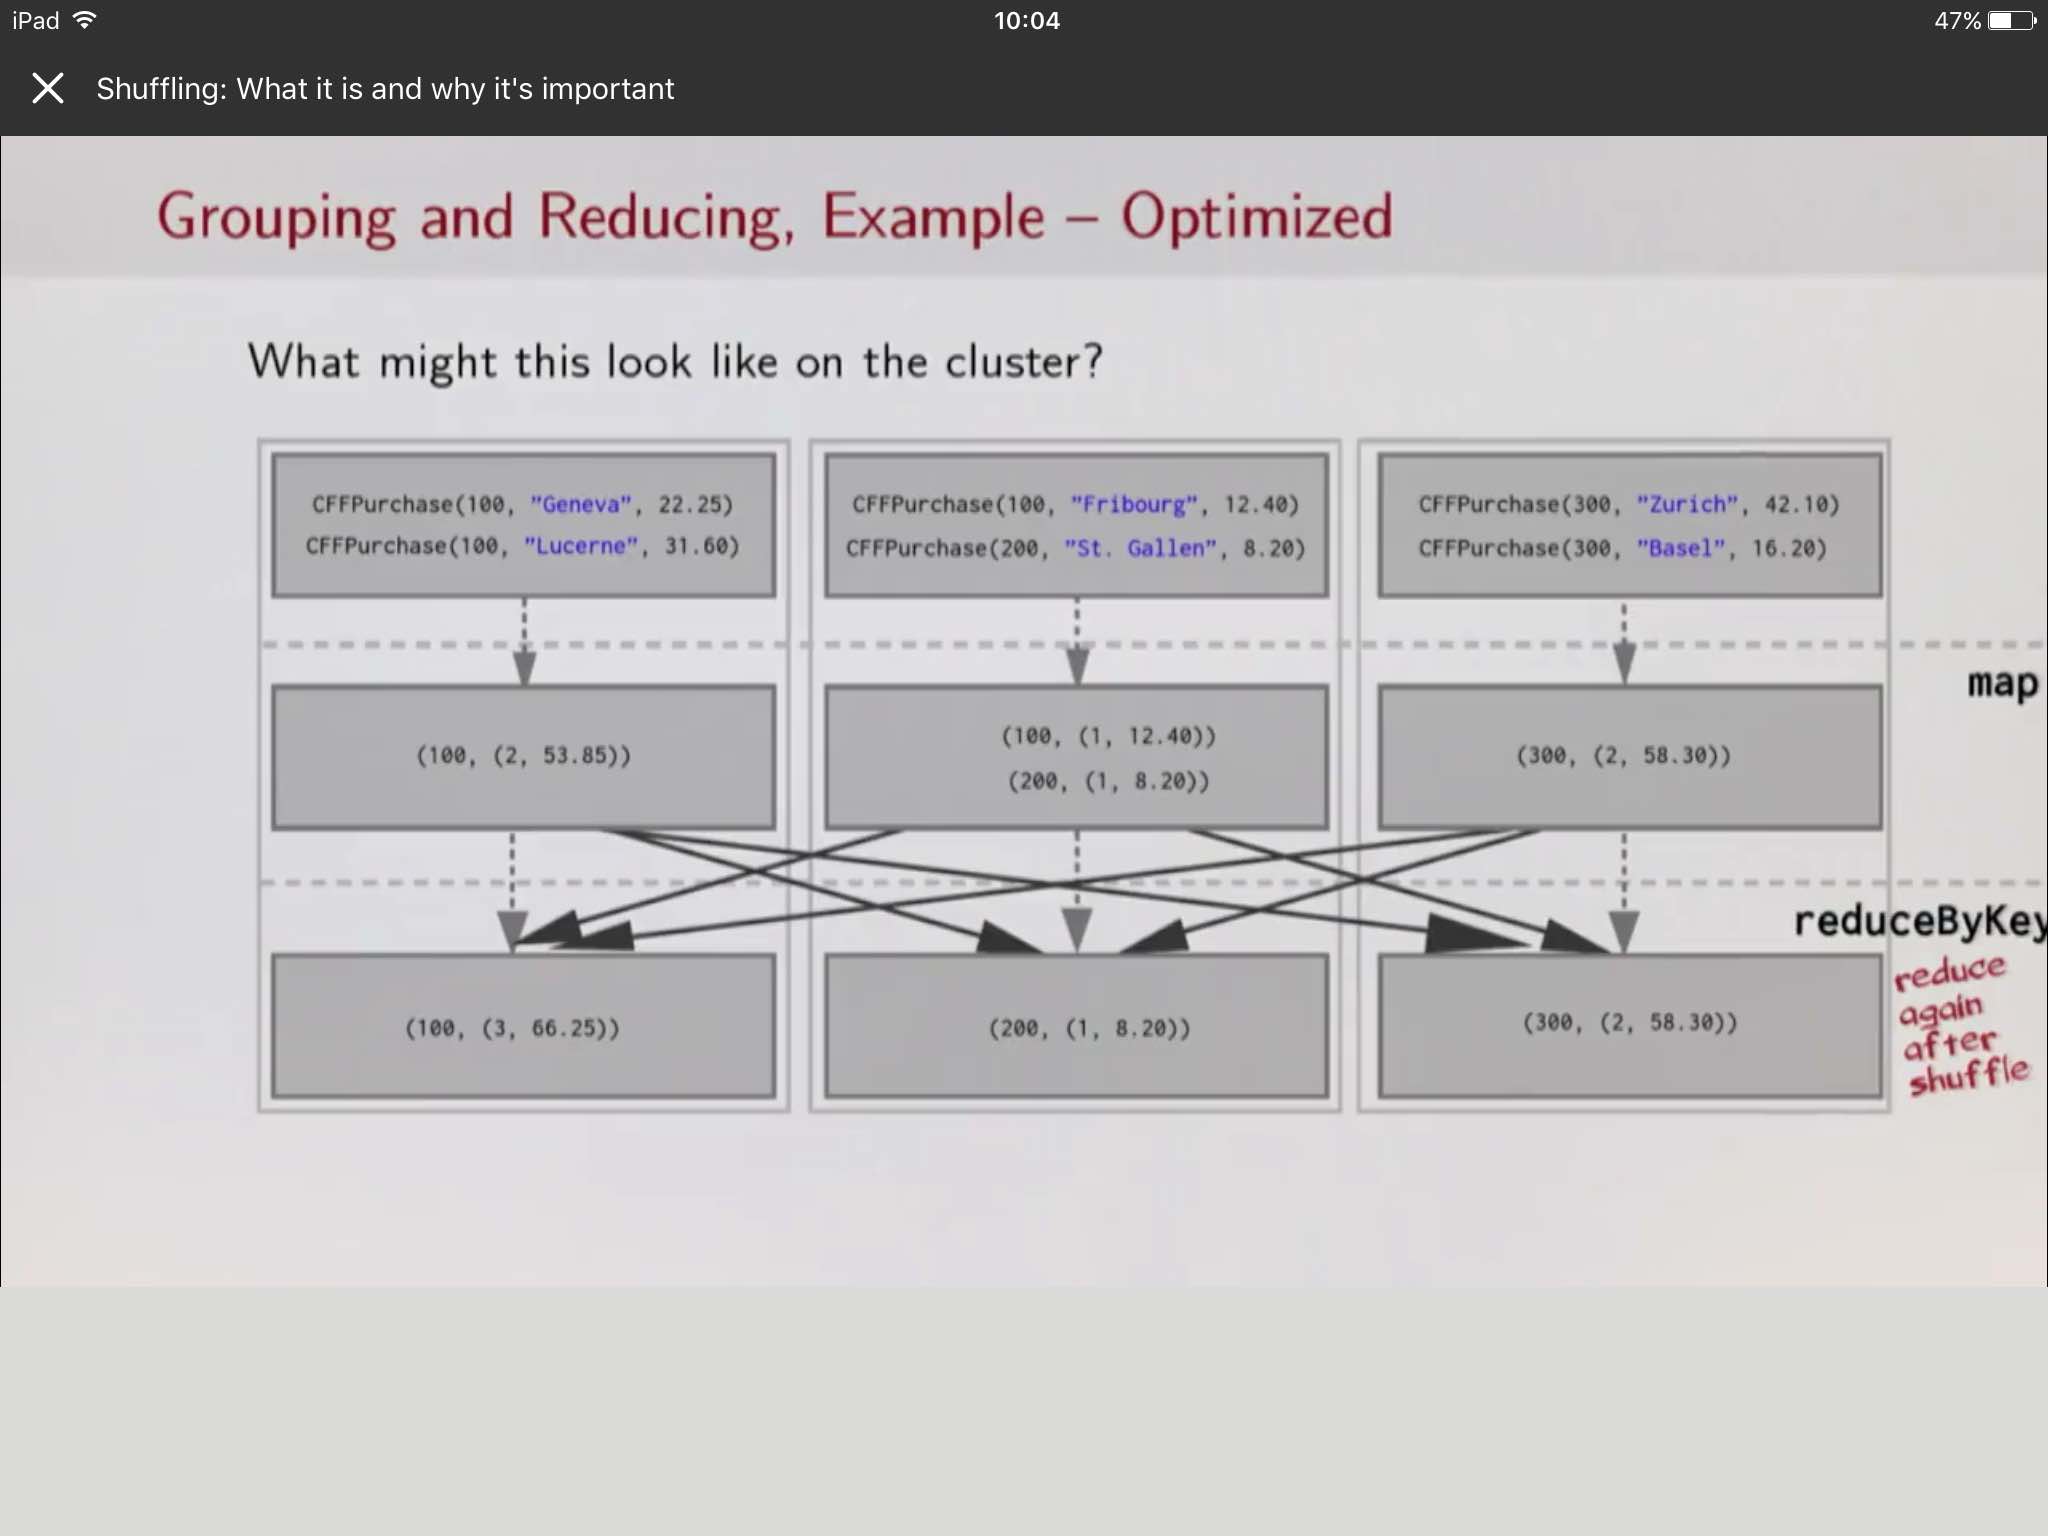 iPad 10:04 47%
Shuffling: What it is and why it's important
Grouping and Reducing, Example – Optimized
What might this look like on the cluster?
CFFPurchase(100, "Geneva", 22.25)
CFFPurchase(100, "Lucerne", 31.60)
CFFPurchase(100, "Fribourg", 12.40)
CFFPurchase(200, "St. Gallen", 8.20)
CFFPurchase(300, "Zurich", 42.10)
CFFPurchase(300, "Basel", 16.20)
map
(100, (2, 53.85))
(100, (1, 12.40))
(200, (1, 8.20))
(300, (2, 58.30))
reduceByKey
reduce
again
after
shuffle
(100, (3, 66.25))
(200, (1, 8.20))
(300, (2, 58.30))